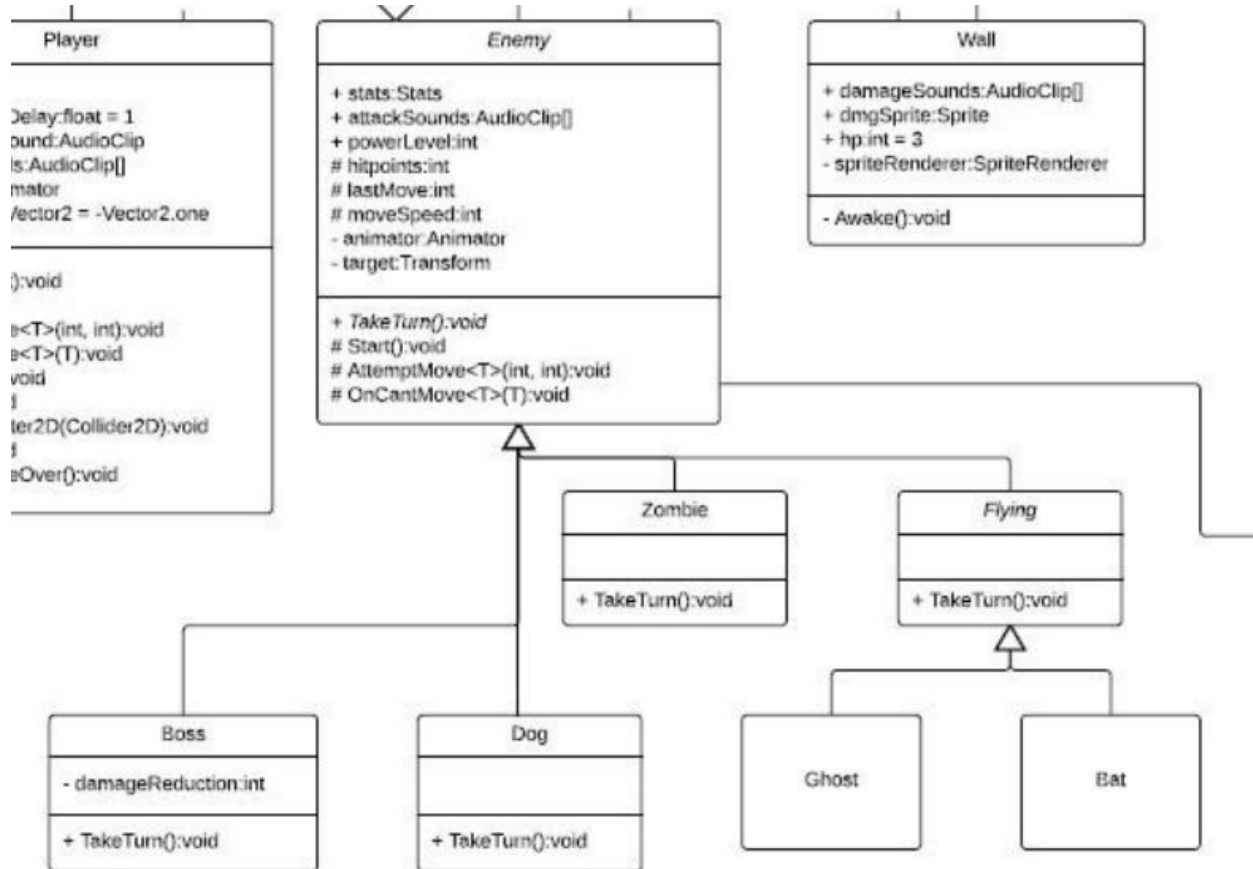 Player
Delay:float = 1
ound:AudioClip
ls:AudioClip[]
mator
Vector2 = -Vector2.one
):void
e<T>(int, int):void
e<T>(T):void
void
ter2D(Collider2D):void
eOver():void
Enemy
+ stats:Stats
+ attackSounds:AudioClip[]
+ powerLevel:int
# hitpoints:int
# lastMove:int
# moveSpeed:int
- animator:Animator
- target:Transform
+ TakeTurn():void
# Start():void
# AttemptMove<T>(int, int):void
# OnCantMove<T>(T):void
Wall
+ damageSounds:AudioClip[]
+ dmgSprite:Sprite
+ hp:int = 3
- spriteRenderer:SpriteRenderer
- Awake():void
Zombie
+ TakeTurn():void
Flying
+ TakeTurn():void
Boss
- damageReduction:int
+ TakeTurn():void
Dog
+ TakeTurn():void
Ghost
Bat